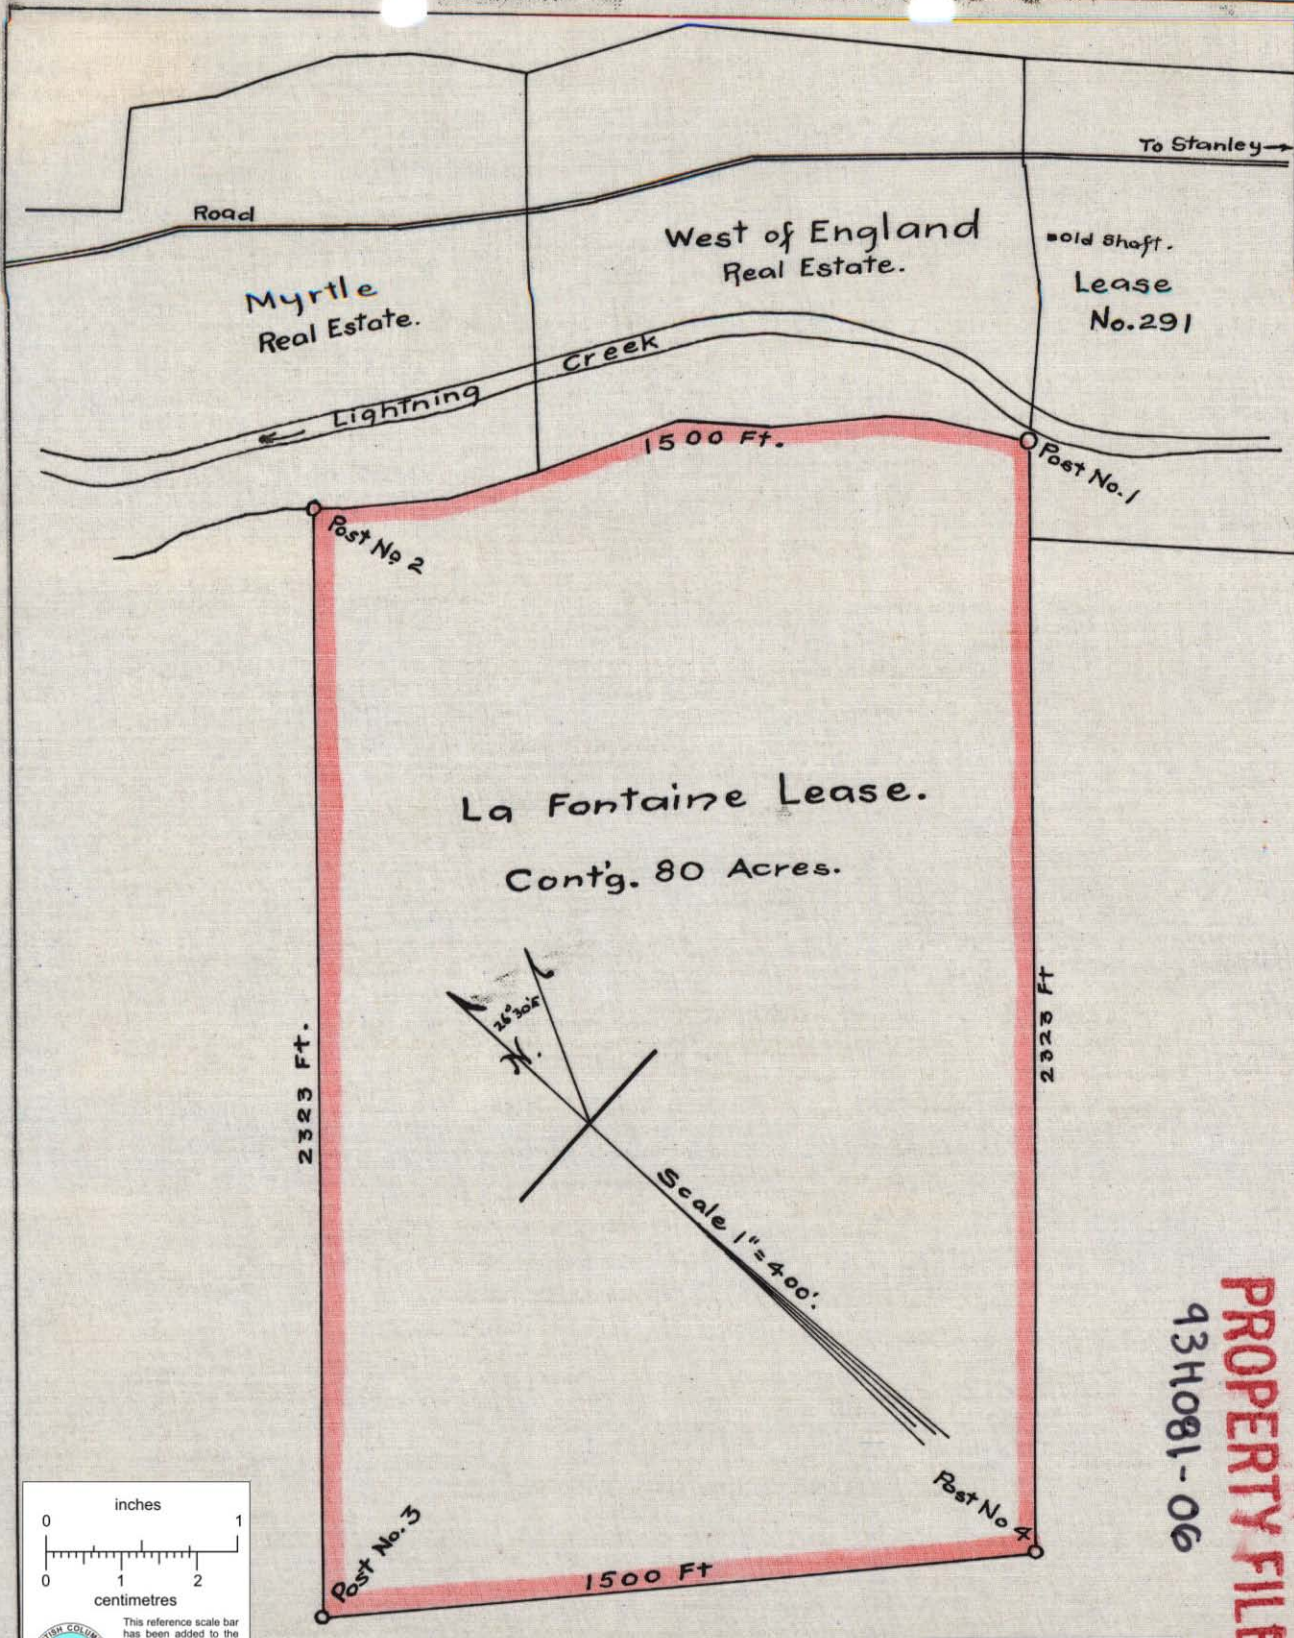 To Stanley
Road
West of England
Real Estate.
old shaft.
Lease
No. 291
Myrtle
Real Estate.
Lightning Creek
1500 Ft.
Post No. 1
Post No 2
La Fontaine Lease.
Cont'g. 80 Acres.
26°30'E
N.
2323 Ft.
2323 Ft
Scale 1"=400'.
PROPERTY FILE
93H081-06
Post No 4
Post No. 3
1500 Ft
inches
0 1
0 1 2
centimetres
This reference scale bar
has been added to the